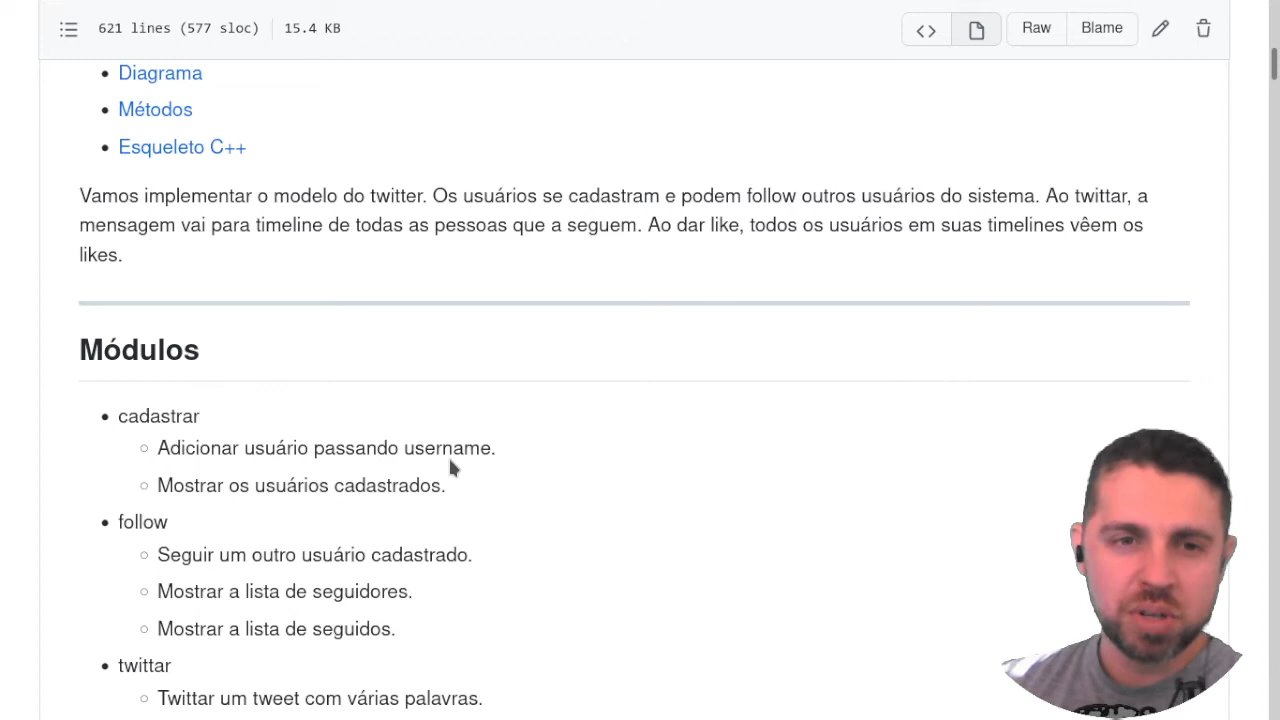 621 lines (577 sloc) 15.4 KB Raw Blame
Diagrama
Métodos
Esqueleto C++
Vamos implementar o modelo do twitter. Os usuários se cadastram e podem follow outros usuários do sistema. Ao twittar, a
mensagem vai para timeline de todas as pessoas que a seguem. Ao dar like, todos os usuários em suas timelines vêem os
likes.
Módulos
cadastrar
Adicionar usuário passando username.
Mostrar os usuários cadastrados.
follow
Seguir um outro usuário cadastrado.
Mostrar a lista de seguidores.
Mostrar a lista de seguidos.
twittar
Twittar um tweet com várias palavras.